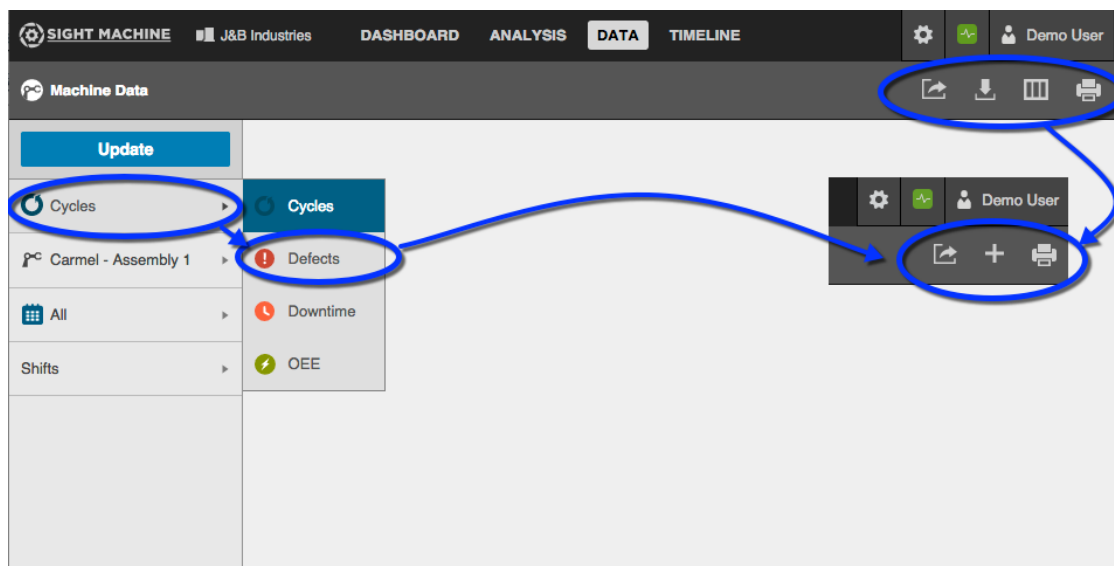 SIGHT MACHINE J&B Industries DASHBOARD ANALYSIS DATA TIMELINE Demo User
Machine Data
Update
Cycles
Carmel - Assembly 1
All
Shifts
Cycles
Defects
Downtime
OEE
Demo User